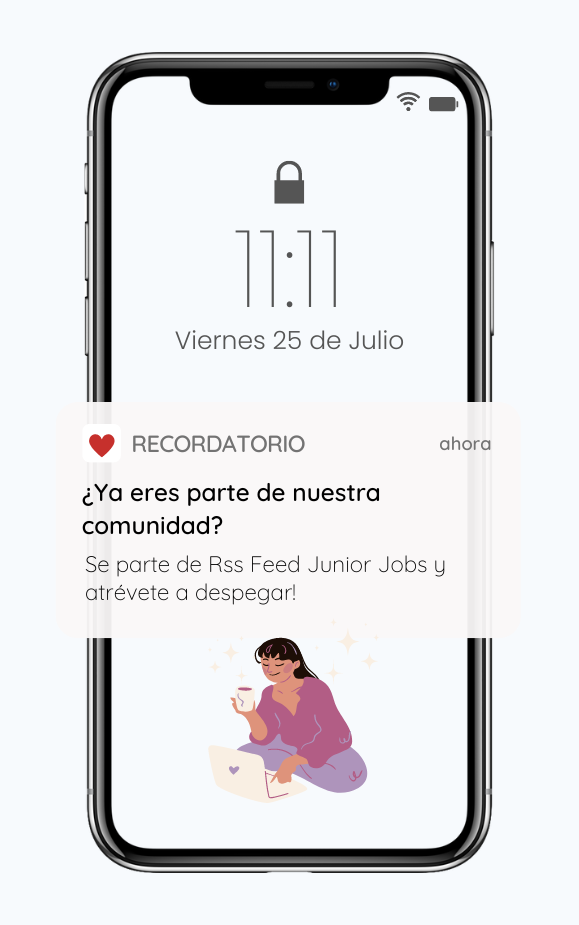 11:11
Viernes 25 de Julio
RECORDATORIO ahora
¿Ya eres parte de nuestra
comunidad?
Se parte de Rss Feed Junior Jobs y
atrévete a despegar!